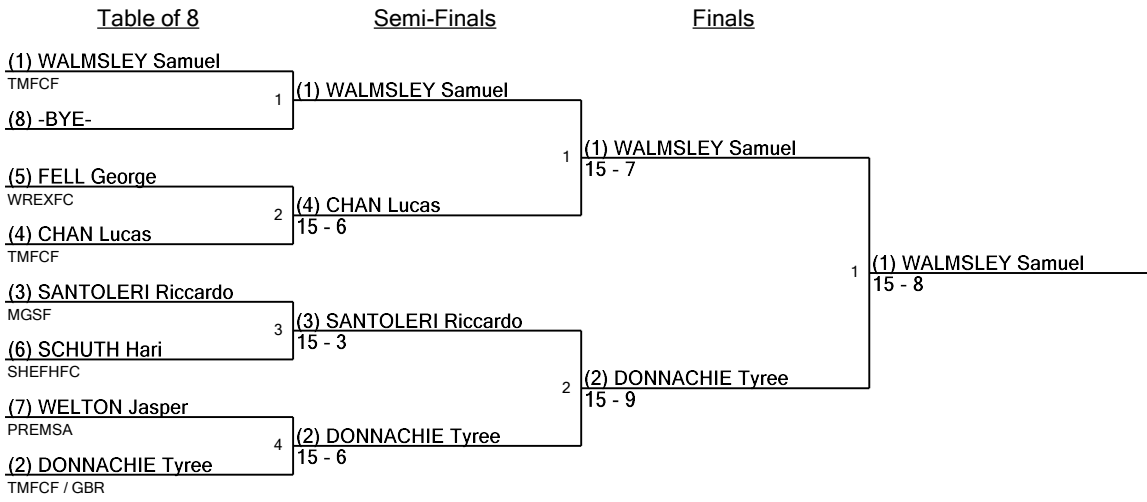 Table of 8
Semi-Finals
Finals
(1) WALMSLEY Samuel
TMFCF
(8) -BYE-
(5) FELL George
WREXFC
(4) CHAN Lucas
TMFCF
(3) SANTOLERI Riccardo
MGSF
(6) SCHUTH Hari
SHEFHFC
(7) WELTON Jasper
PREMSA
(2) DONNACHIE Tyree
TMFCF / GBR
1
(1) WALMSLEY Samuel
2
(4) CHAN Lucas
15 - 6
3
(3) SANTOLERI Riccardo
15 - 3
4
(2) DONNACHIE Tyree
15 - 6
1
(1) WALMSLEY Samuel
15 - 7
2
(2) DONNACHIE Tyree
15 - 9
1
(1) WALMSLEY Samuel
15 - 8